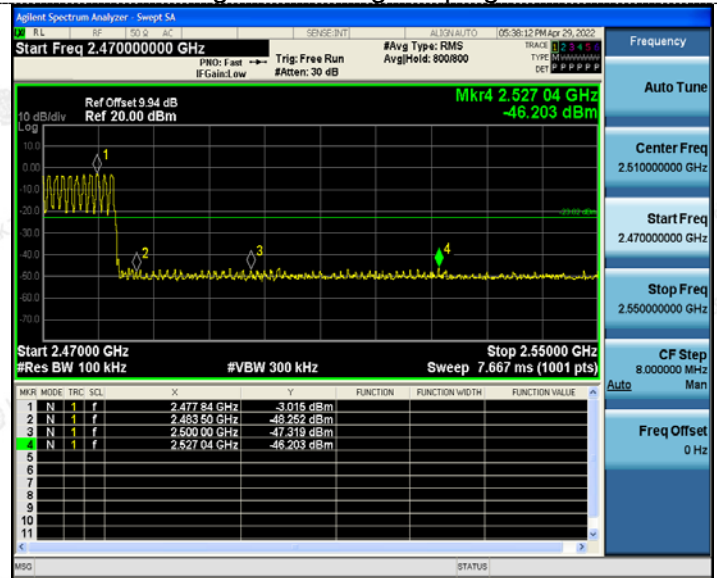 Agilent Spectrum Analyzer - Swept SA
RL RF 50 Ω AC SENSE:INT ALIGN AUTO 05:38:12 PM Apr 29, 2022
Start Freq 2.470000000 GHz
PNO: Fast
IFGain:Low
Trig: Free Run
#Atten: 30 dB
#Avg Type: RMS
Avg|Hold: 800/800
TRACE 1 2 3 4 5 6
TYPE M
DET P P P P P P
Ref Offset 9.94 dB
10 dB/div Ref 20.00 dBm
Log
Mkr4 2.527 04 GHz
-46.203 dBm
10.0
0.00
-10.0
-20.0
-30.0
-40.0
-50.0
-60.0
-70.0
1
2
3
4
-23.02 dBm
Start 2.47000 GHz Stop 2.55000 GHz
#Res BW 100 kHz #VBW 300 kHz Sweep 7.667 ms (1001 pts)
MKR MODE TRC SCL X Y FUNCTION FUNCTION WIDTH FUNCTION VALUE
1 N 1 f 2.477 84 GHz -3.015 dBm
2 N 1 f 2.483 50 GHz -48.252 dBm
3 N 1 f 2.500 00 GHz -47.319 dBm
4 N 1 f 2.527 04 GHz -46.203 dBm
5
6
7
8
9
10
11
MSG STATUS
Frequency
Auto Tune
Center Freq
2.510000000 GHz
Start Freq
2.470000000 GHz
Stop Freq
2.550000000 GHz
CF Step
8.000000 MHz
Auto Man
Freq Offset
0 Hz